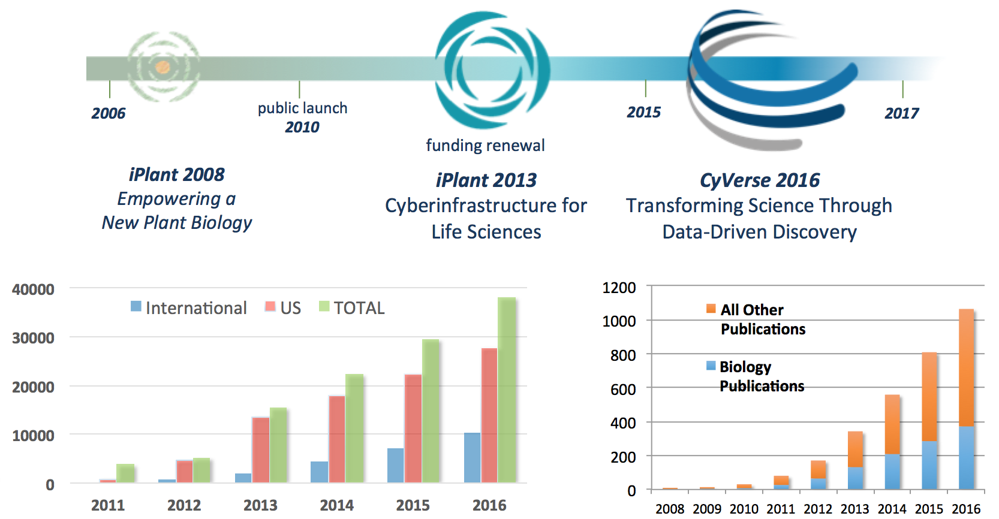 2006
public launch
2010
2015
2017
funding renewal
iPlant 2008
Empowering a
New Plant Biology
iPlant 2013
Cyberinfrastructure for
Life Sciences
CyVerse 2016
Transforming Science Through
Data-Driven Discovery
40000
30000
20000
10000
0
International US TOTAL
2011 2012 2013 2014 2015 2016
1200
1000
800
600
400
200
0
All Other
Publications
Biology
Publications
2008 2009 2010 2011 2012 2013 2014 2015 2016